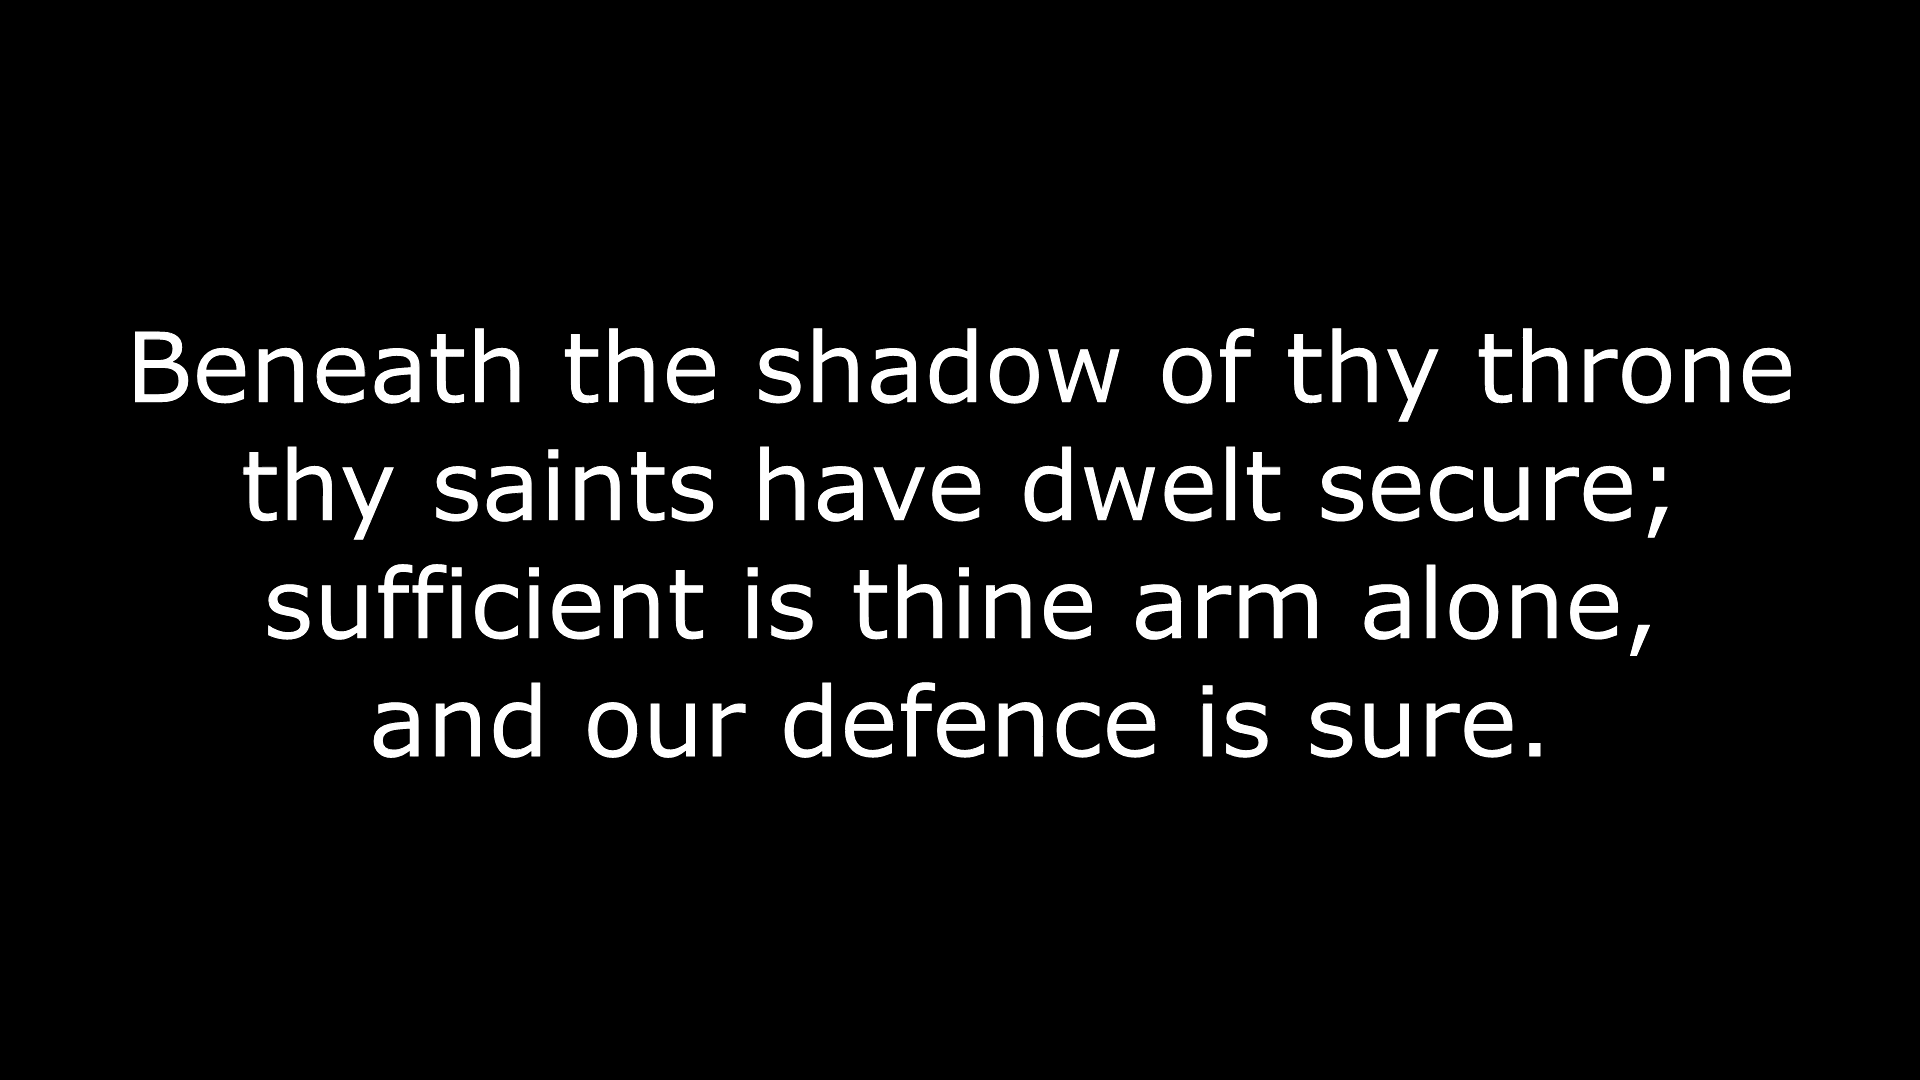 Beneath the shadow of thy throne
thy saints have dwelt secure;
sufficient is thine arm alone,
and our defence is sure.